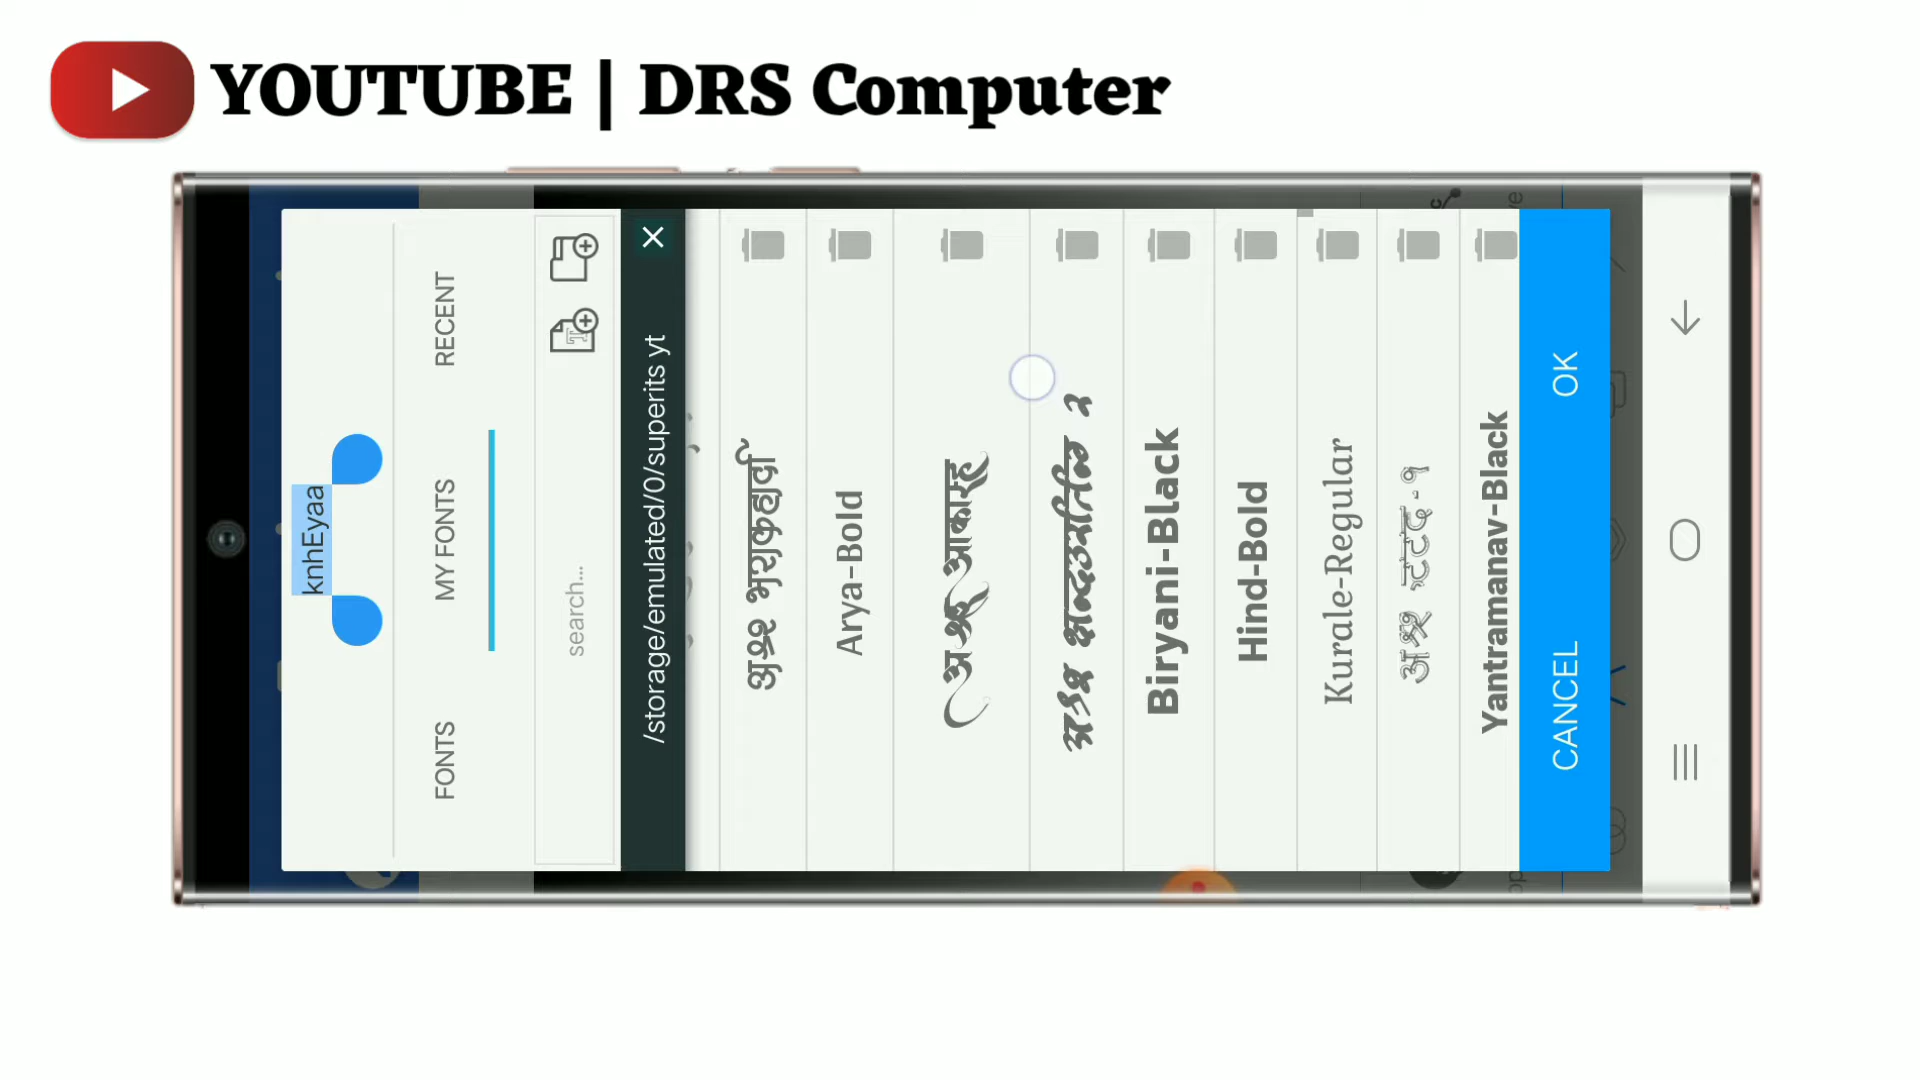 YOUTUBE | DRS Computer
knhEyaa
FONTS
MY FONTS
RECENT
search...
/storage/emulated/0/superits yt
Arya-Bold
Biryani-Black
Hind-Bold
Kurale-Regular
Yantramanav-Black
CANCEL
OK